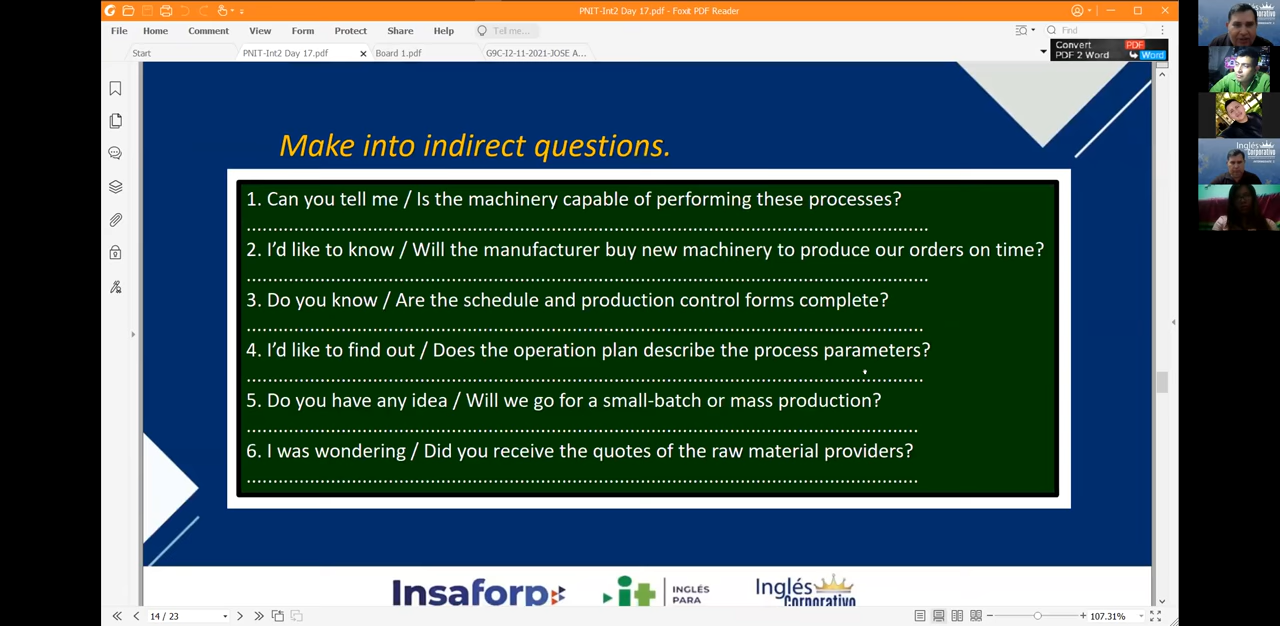 PNIT-Int2 Day 17.pdf - Foxit PDF Reader
File Home Comment View Form Protect Share Help Tell me... Find
Start PNIT-Int2 Day 17.pdf Board 1.pdf G9C-I2-11-2021-JOSE A...
Convert PDF
PDF 2 Word Word
Make into indirect questions.
1. Can you tell me / Is the machinery capable of performing these processes?
2. I'd like to know / Will the manufacturer buy new machinery to produce our orders on time?
3. Do you know / Are the schedule and production control forms complete?
4. I'd like to find out / Does the operation plan describe the process parameters?
5. Do you have any idea / Will we go for a small-batch or mass production?
6. I was wondering / Did you receive the quotes of the raw material providers?
Insaforp it INGLÉS
PARA
Inglés
Corporativo
14 / 23
107.31%
Inglés
Corporativo